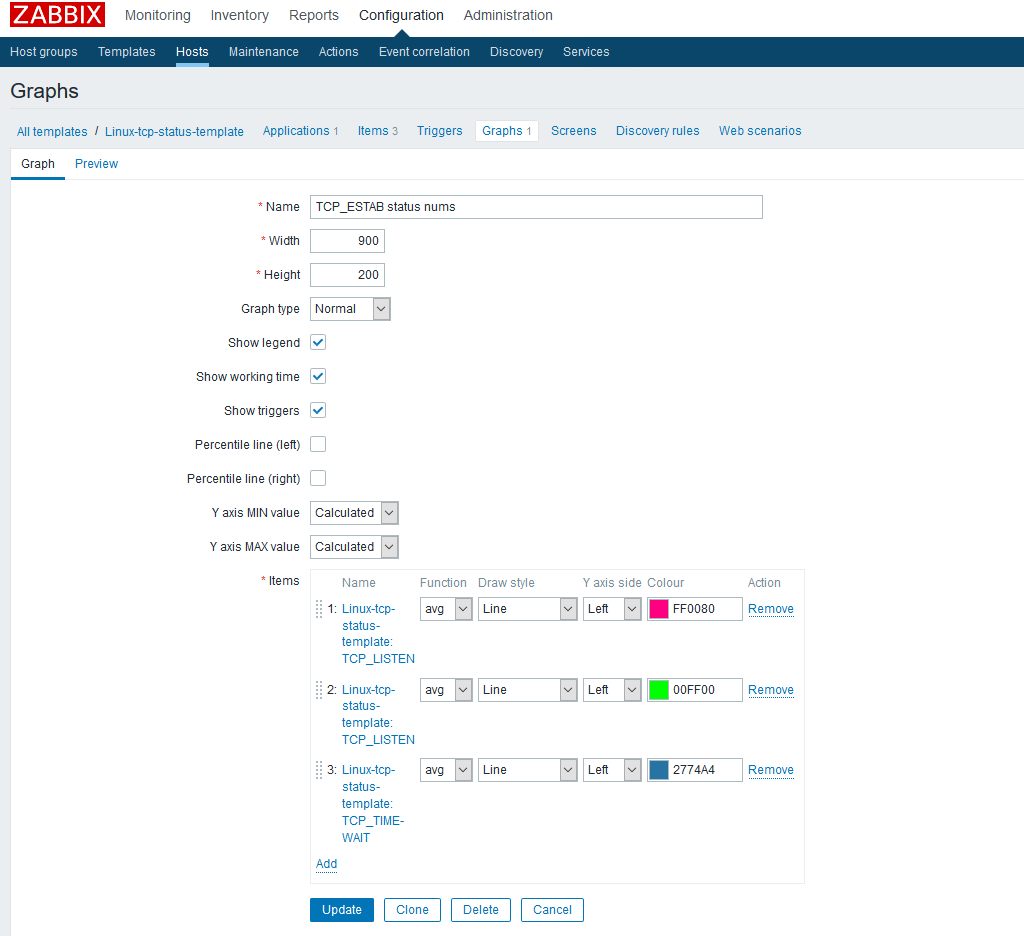 ZABBIX Monitoring Inventory Reports Configuration Administration
Host groups Templates Hosts Maintenance Actions Event correlation Discovery Services
Graphs
All templates / Linux-tcp-status-template Applications 1 Items 3 Triggers Graphs 1 Screens Discovery rules Web scenarios
Graph Preview
* Name TCP_ESTAB status nums
* Width 900
* Height 200
Graph type Normal
Show legend
Show working time
Show triggers
Percentile line (left)
Percentile line (right)
Y axis MIN value Calculated
Y axis MAX value Calculated
* Items Name Function Draw style Y axis side Colour Action
1: Linux-tcp- avg Line Left FF0080 Remove
status-
template:
TCP_LISTEN
2: Linux-tcp- avg Line Left 00FF00 Remove
status-
template:
TCP_LISTEN
3: Linux-tcp- avg Line Left 2774A4 Remove
status-
template:
TCP_TIME-
WAIT
Add
Update Clone Delete Cancel